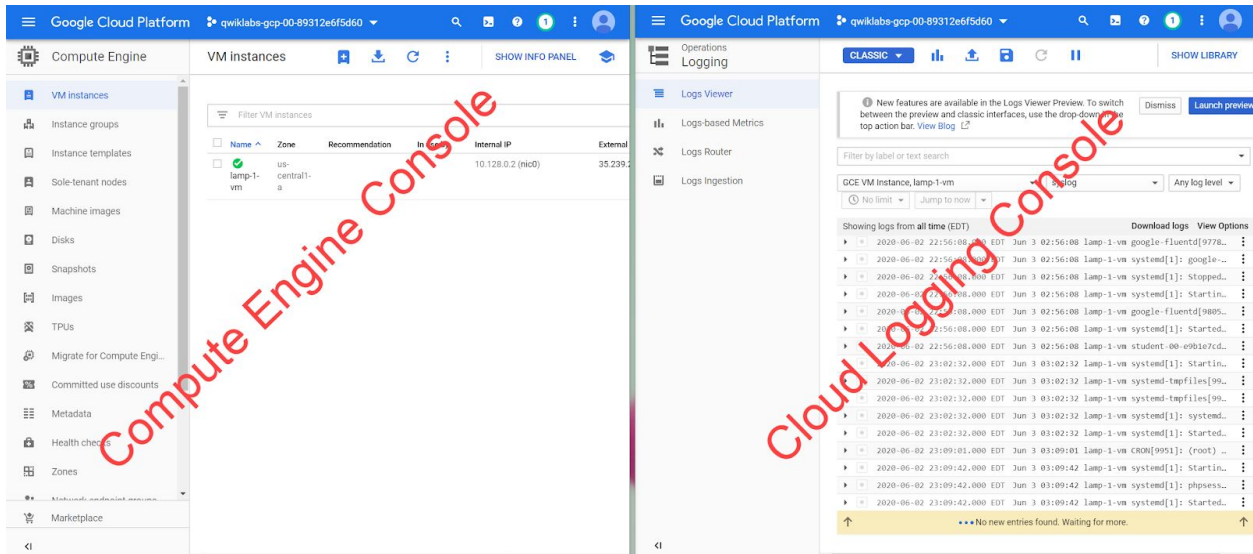 Google Cloud Platform
qwiklabs-gcp-00-89312e6f5d60
1
Compute Engine
VM instances
SHOW INFO PANEL
VM instances
Instance groups
Instance templates
Sole-tenant nodes
Machine images
Disks
Snapshots
Images
TPUs
Migrate for Compute Engi...
Committed use discounts
Metadata
Health checks
Zones
Network endpoint groups
Marketplace
Filter VM instances
Name Zone Recommendation In use by Internal IP External
lamp-1-vm us-central1-a 10.128.0.2 (nic0) 35.239.2
Compute Engine Console
Google Cloud Platform
qwiklabs-gcp-00-89312e6f5d60
1
Operations
Logging
CLASSIC
SHOW LIBRARY
Logs Viewer
Logs-based Metrics
Logs Router
Logs Ingestion
New features are available in the Logs Viewer Preview. To switch
between the preview and classic interfaces, use the drop-down in the
top action bar. View Blog
Dismiss
Launch preview
Filter by label or text search
GCE VM Instance, lamp-1-vm
syslog
Any log level
No limit
Jump to now
Showing logs from all time (EDT)
Download logs View Options
2020-06-02 22:56:08.000 EDT Jun 3 02:56:08 lamp-1-vm google-fluentd[9778…
2020-06-02 22:56:08.000 EDT Jun 3 02:56:08 lamp-1-vm systemd[1]: google-…
2020-06-02 22:56:08.000 EDT Jun 3 02:56:08 lamp-1-vm systemd[1]: Stopped…
2020-06-02 22:56:08.000 EDT Jun 3 02:56:08 lamp-1-vm systemd[1]: Startin…
2020-06-02 22:56:08.000 EDT Jun 3 02:56:08 lamp-1-vm google-fluentd[9805…
2020-06-02 22:56:08.000 EDT Jun 3 02:56:08 lamp-1-vm systemd[1]: Started…
2020-06-02 22:56:08.000 EDT Jun 3 02:56:08 lamp-1-vm student-00-e9b1e7cd…
2020-06-02 23:02:32.000 EDT Jun 3 03:02:32 lamp-1-vm systemd[1]: Startin…
2020-06-02 23:02:32.000 EDT Jun 3 03:02:32 lamp-1-vm systemd-tmpfiles[99…
2020-06-02 23:02:32.000 EDT Jun 3 03:02:32 lamp-1-vm systemd-tmpfiles[99…
2020-06-02 23:02:32.000 EDT Jun 3 03:02:32 lamp-1-vm systemd[1]: systemd…
2020-06-02 23:02:32.000 EDT Jun 3 03:02:32 lamp-1-vm systemd[1]: Started…
2020-06-02 23:09:01.000 EDT Jun 3 03:09:01 lamp-1-vm CRON[9951]: (root) …
2020-06-02 23:09:42.000 EDT Jun 3 03:09:42 lamp-1-vm systemd[1]: Startin…
2020-06-02 23:09:42.000 EDT Jun 3 03:09:42 lamp-1-vm systemd[1]: phpsess…
2020-06-02 23:09:42.000 EDT Jun 3 03:09:42 lamp-1-vm systemd[1]: Started…
No new entries found. Waiting for more.
Cloud Logging Console